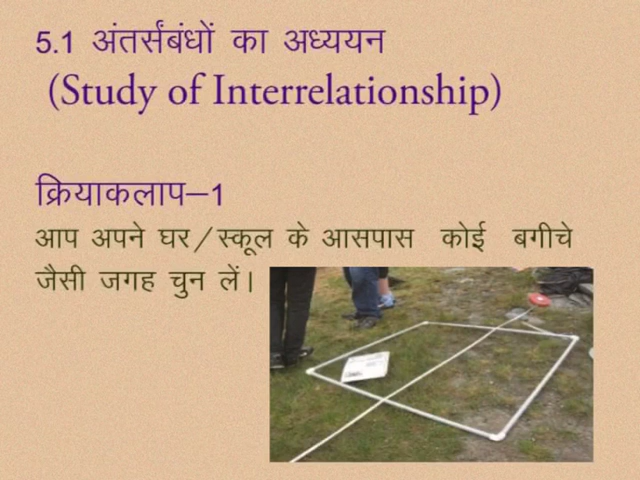 5.1 अंतर्संबंधों का अध्ययन
(Study of Interrelationship)
क्रियाकलाप–1
आप अपने घर/स्कूल के आसपास कोई बगीचे
जैसी जगह चुन लें।